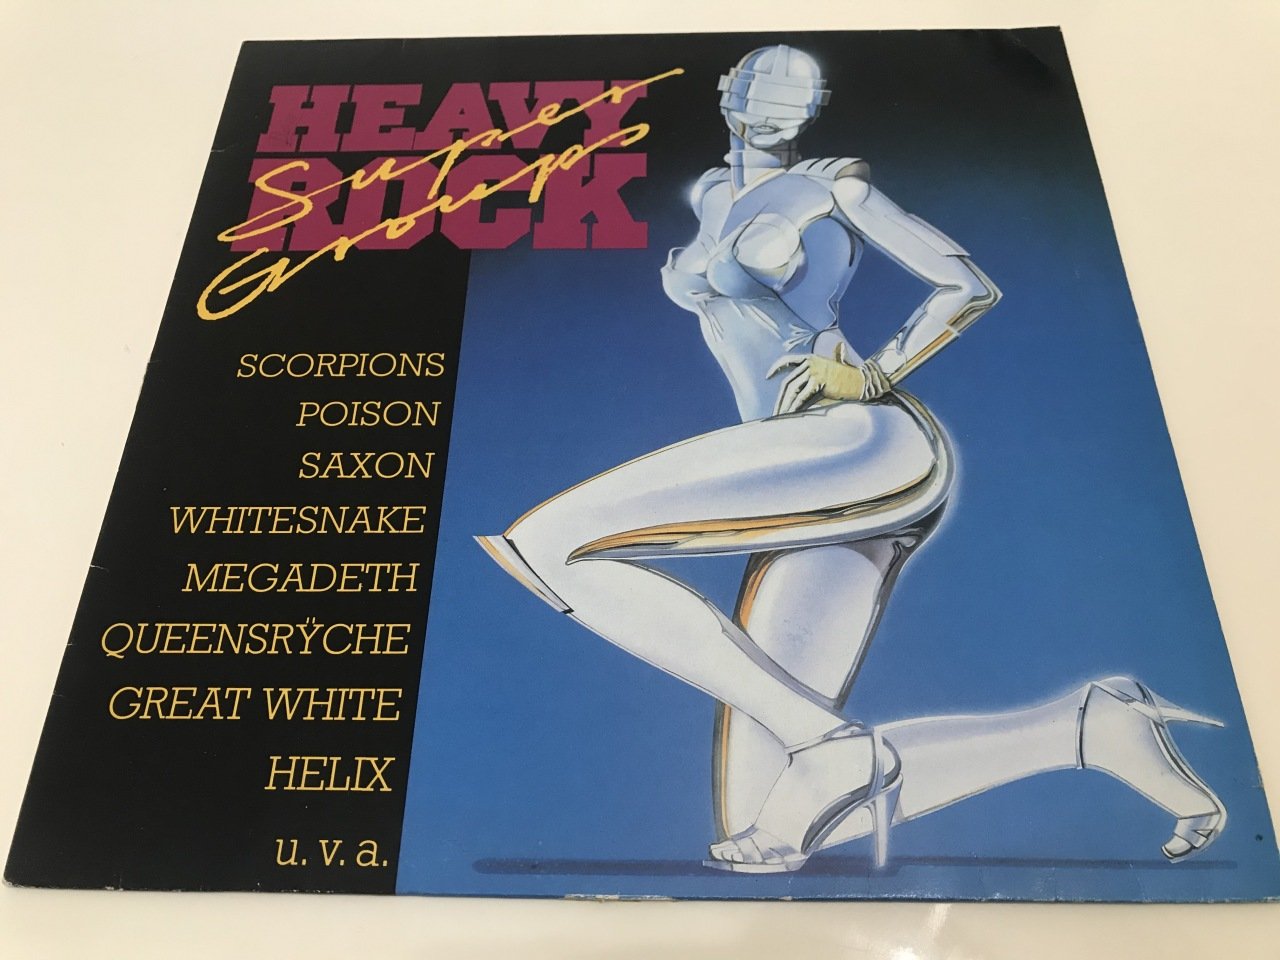 HEAVY
ROCK
Super
Groups
SCORPIONS
POISON
SAXON
WHITESNAKE
MEGADETH
QUEENSRŸCHE
GREAT WHITE
HELIX
u. v. a.